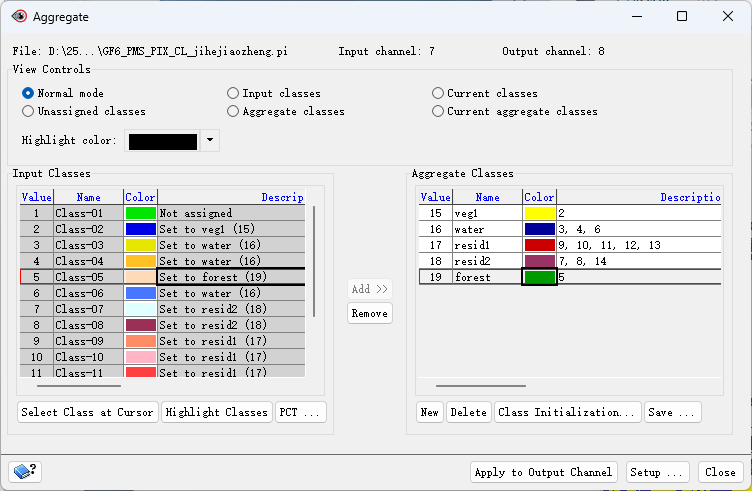 Aggregate
File: D:\25...\GF6_PMS_PIX_CL_jihejiaozheng.pi Input channel: 7 Output channel: 8
View Controls
Normal mode Input classes Current classes
Unassigned classes Aggregate classes Current aggregate classes
Highlight color:
Input Classes
Value Name Color Descrip
1 Class-01 Not assigned
2 Class-02 Set to veg1 (15)
3 Class-03 Set to water (16)
4 Class-04 Set to water (16)
5 Class-05 Set to forest (19)
6 Class-06 Set to water (16)
7 Class-07 Set to resid2 (18)
8 Class-08 Set to resid2 (18)
9 Class-09 Set to resid1 (17)
10 Class-10 Set to resid1 (17)
11 Class-11 Set to resid1 (17)
Select Class at Cursor Highlight Classes PCT ...
Add >>
Remove
Aggregate Classes
Value Name Color Descriptio
15 veg1 2
16 water 3, 4, 6
17 resid1 9, 10, 11, 12, 13
18 resid2 7, 8, 14
19 forest 5
New Delete Class Initialization... Save ...
?
Apply to Output Channel Setup ... Close